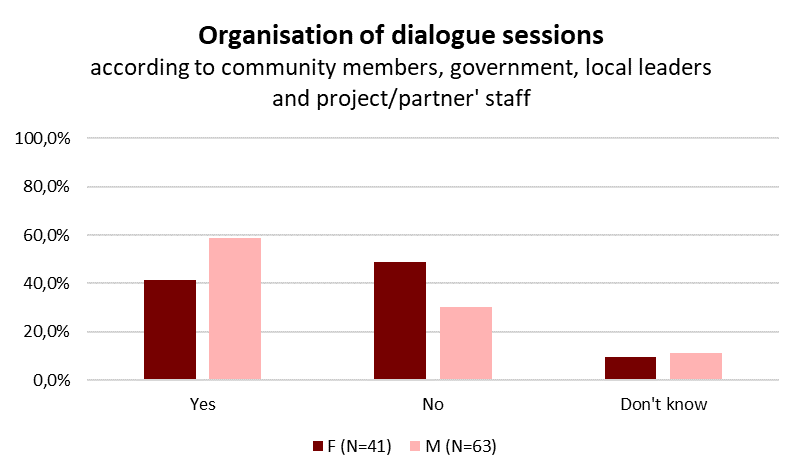 Organisation of dialogue sessions
according to community members, government, local leaders
and project/partner' staff
100,0%
80,0%
60,0%
40,0%
20,0%
0,0%
Yes No Don't know
F (N=41) M (N=63)